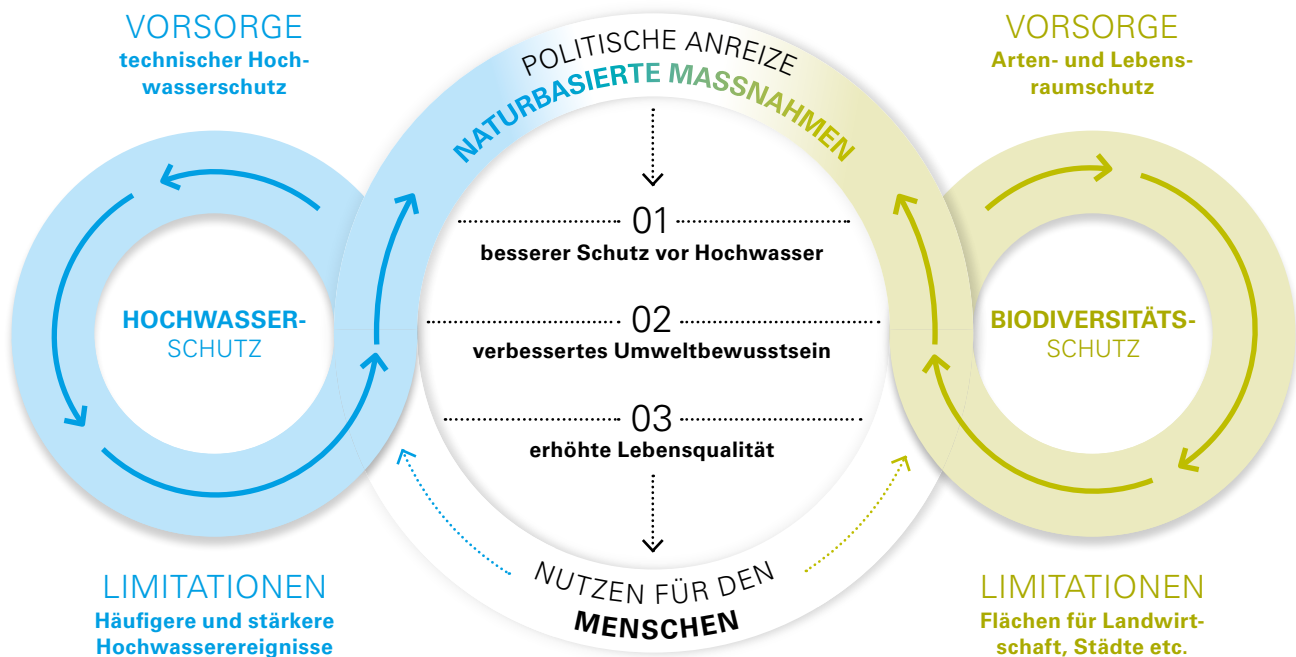 VORSORGE
technischer Hoch-
wasserschutz
HOCHWASSER-
SCHUTZ
LIMITATIONEN
Häufigere und stärkere
Hochwasserereignisse
POLITISCHE ANREIZE
NATURBASIERTE MASSNAHMEN
01
besserer Schutz vor Hochwasser
02
verbessertes Umweltbewusstsein
03
erhöhte Lebensqualität
NUTZEN FÜR DEN
MENSCHEN
VORSORGE
Arten- und Lebens-
raumschutz
BIODIVERSITÄTS-
SCHUTZ
LIMITATIONEN
Flächen für Landwirt-
schaft, Städte etc.